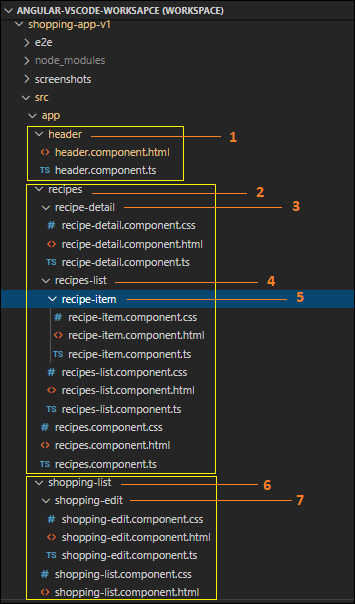 ANGULAR-VSCODE-WORKSAPCE (WORKSPACE)
shopping-app-v1
e2e
node_modules
screenshots
src
app
header 1
<> header.component.html
TS header.component.ts
recipes 2
recipe-detail 3
# recipe-detail.component.css
<> recipe-detail.component.html
TS recipe-detail.component.ts
recipes-list 4
recipe-item 5
# recipe-item.component.css
<> recipe-item.component.html
TS recipe-item.component.ts
# recipes-list.component.css
<> recipes-list.component.html
TS recipes-list.component.ts
# recipes.component.css
<> recipes.component.html
TS recipes.component.ts
shopping-list 6
shopping-edit 7
# shopping-edit.component.css
<> shopping-edit.component.html
TS shopping-edit.component.ts
# shopping-list.component.css
<> shopping-list.component.html